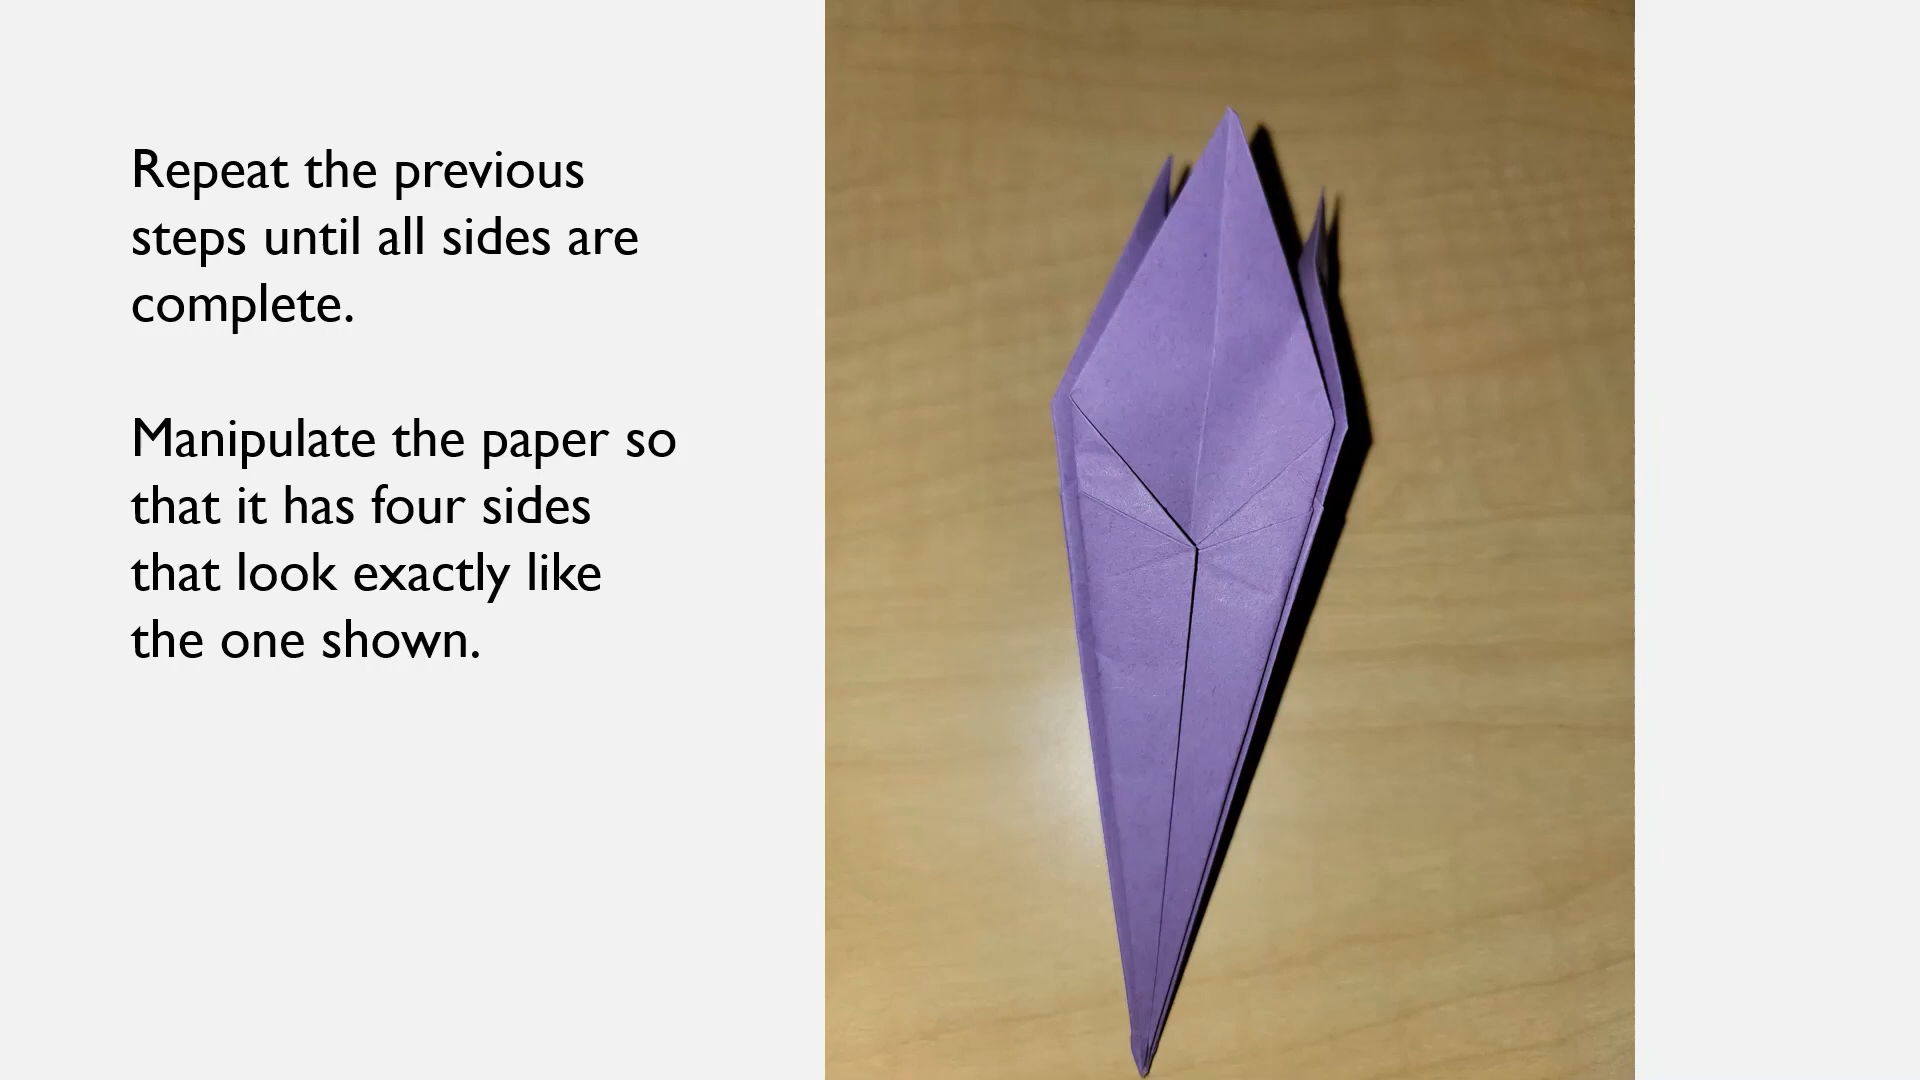 Repeat the previous
steps until all sides are
complete.
Manipulate the paper so
that it has four sides
that look exactly like
the one shown.